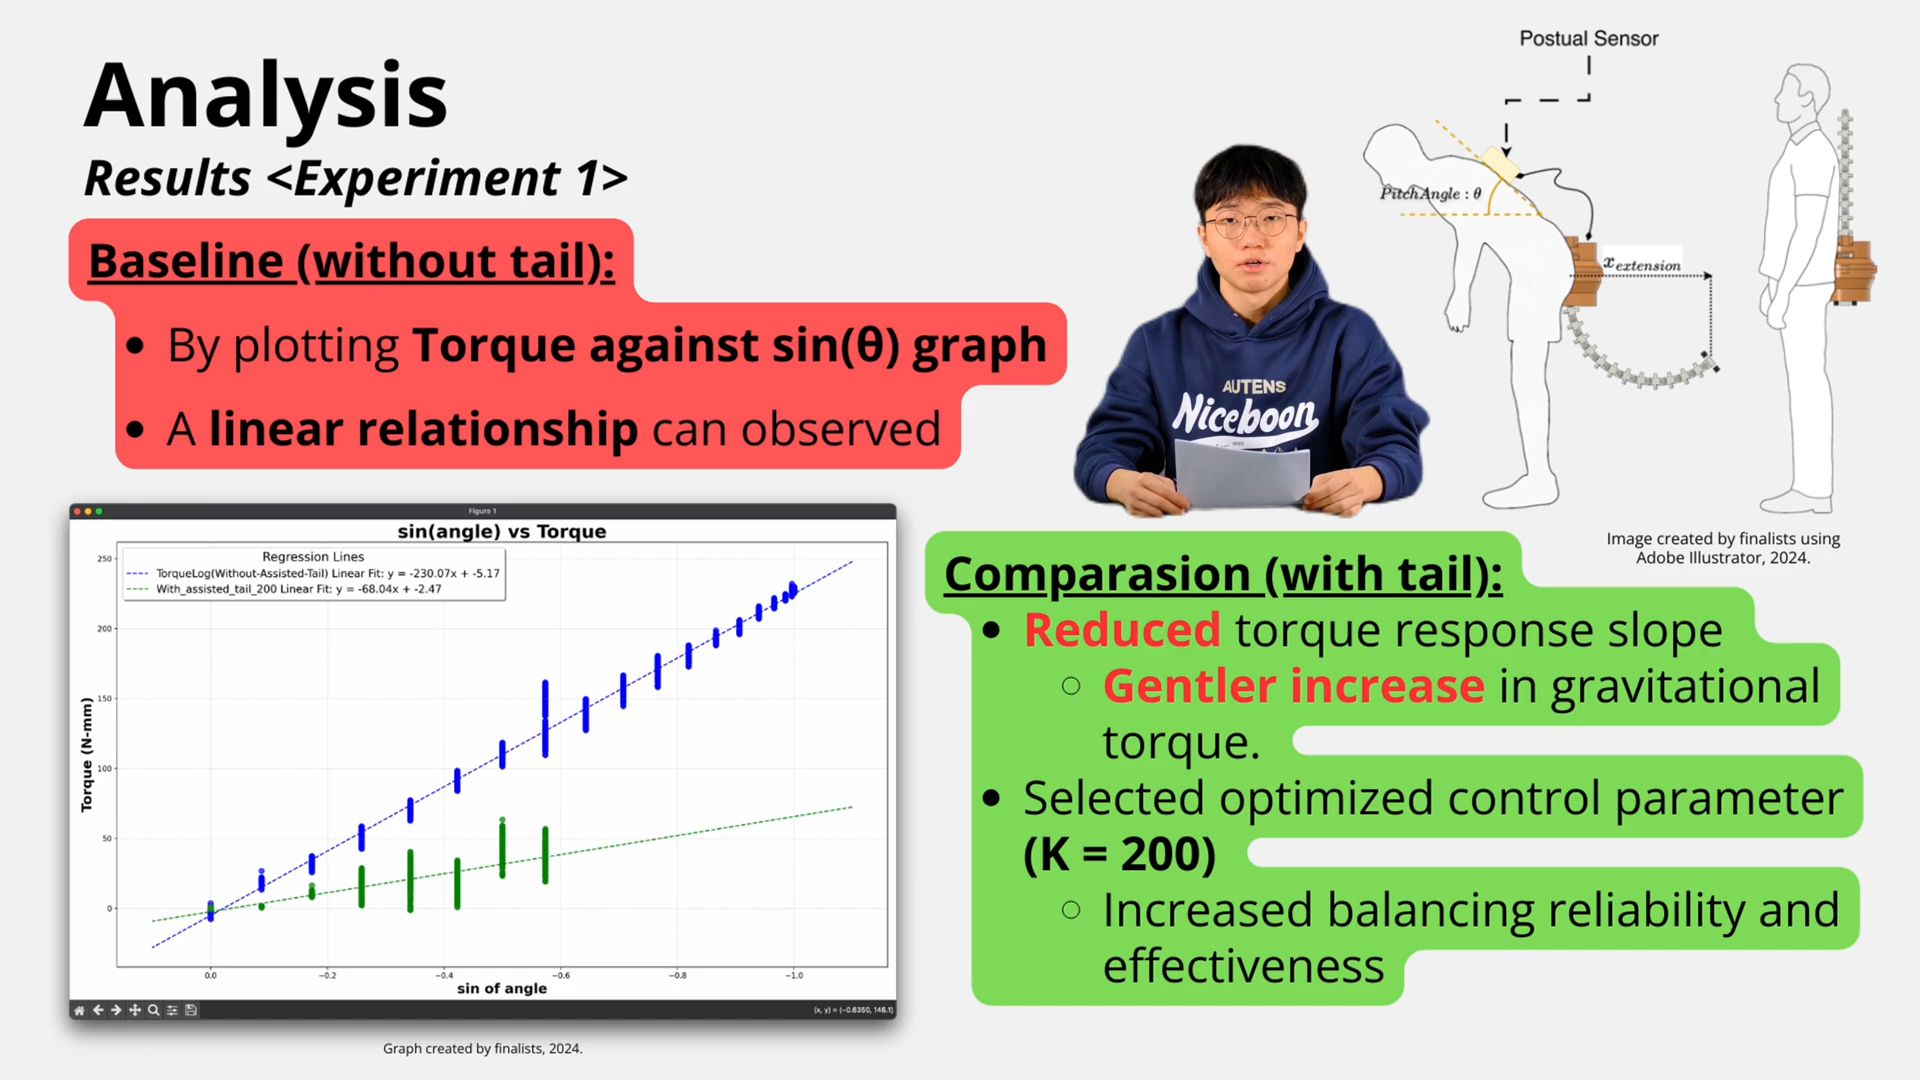 Analysis
Results <Experiment 1>
Baseline (without tail):
• By plotting Torque against sin(θ) graph
• A linear relationship can observed
Postual Sensor
PitchAngle : θ
xextension
AUTENS
Niceboon
Image created by finalists using
Adobe Illustrator, 2024.
Figure 1
sin(angle) vs Torque
Regression Lines
TorqueLog(Without-Assisted-Tail) Linear Fit: y = -230.07x + -5.17
With_assisted_tail_200 Linear Fit: y = -68.04x + -2.47
Torque (N-mm)
250
200
150
100
50
0
0.0 −0.2 −0.4 −0.6 −0.8 −1.0
sin of angle
(x, y) = (−0.6350, 146.1)
Graph created by finalists, 2024.
Comparasion (with tail):
• Reduced torque response slope
○ Gentler increase in gravitational
torque.
• Selected optimized control parameter
(K = 200)
○ Increased balancing reliability and
effectiveness